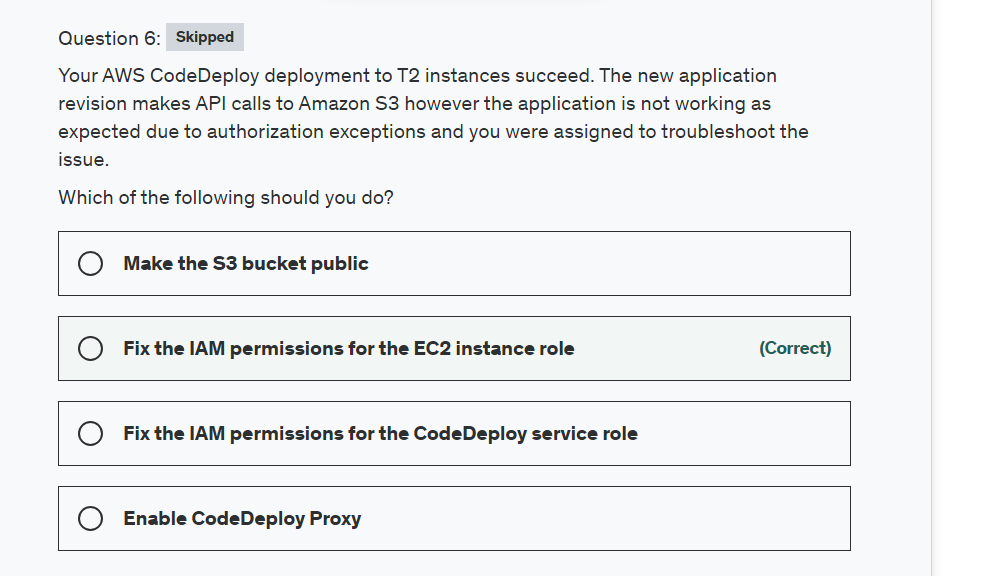 Question 6: Skipped
Your AWS CodeDeploy deployment to T2 instances succeed. The new application
revision makes API calls to Amazon S3 however the application is not working as
expected due to authorization exceptions and you were assigned to troubleshoot the
issue.
Which of the following should you do?
Make the S3 bucket public
Fix the IAM permissions for the EC2 instance role (Correct)
Fix the IAM permissions for the CodeDeploy service role
Enable CodeDeploy Proxy